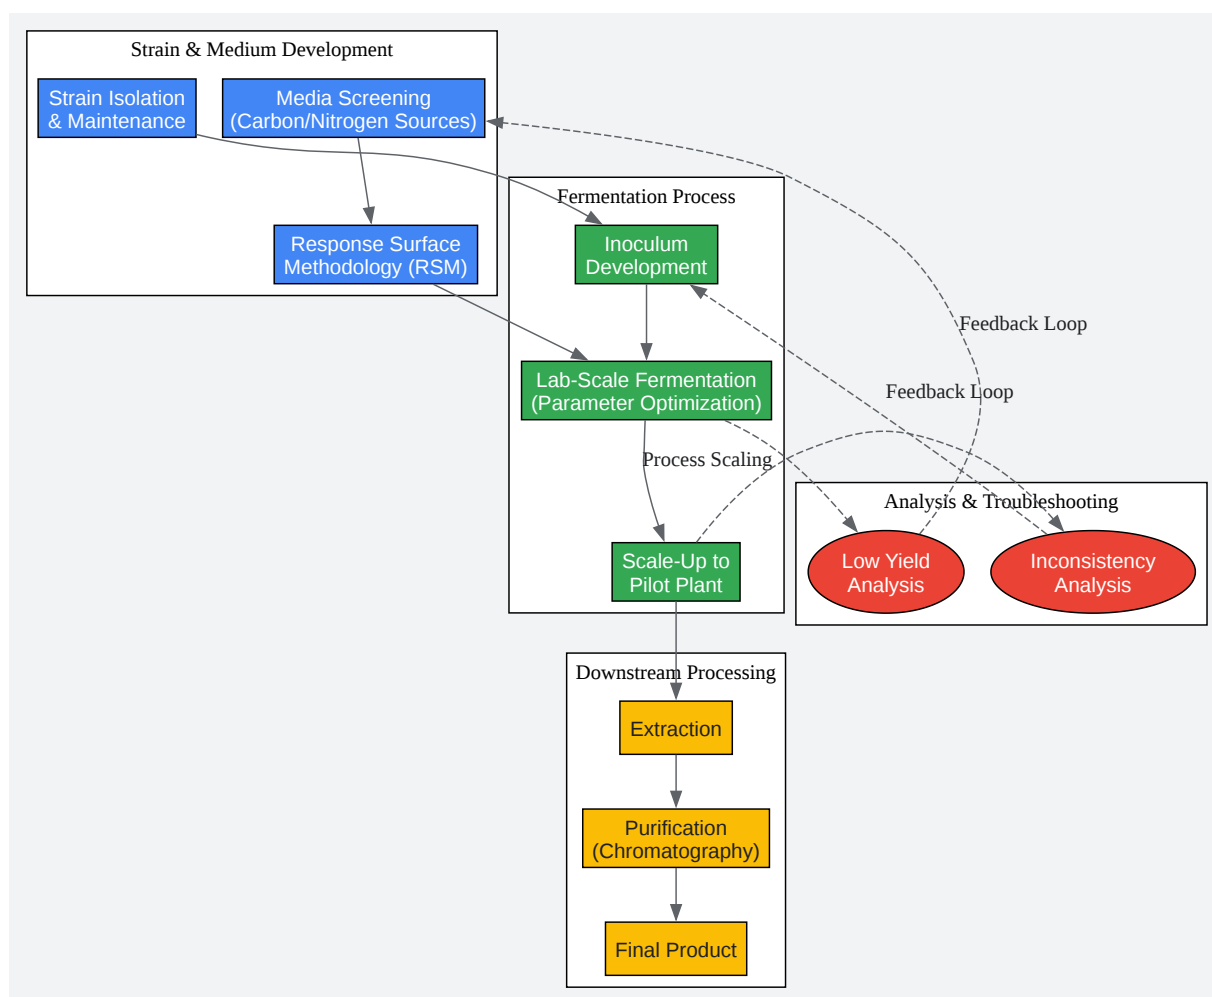 Strain & Medium Development
Strain Isolation
& Maintenance
Media Screening
(Carbon/Nitrogen Sources)
Response Surface
Methodology (RSM)
Fermentation Process
Inoculum
Development
Feedback Loop
Lab-Scale Fermentation
(Parameter Optimization)
Feedback Loop
Process Scaling
Analysis & Troubleshooting
Scale-Up to
Pilot Plant
Low Yield
Analysis
Inconsistency
Analysis
Downstream Processing
Extraction
Purification
(Chromatography)
Final Product